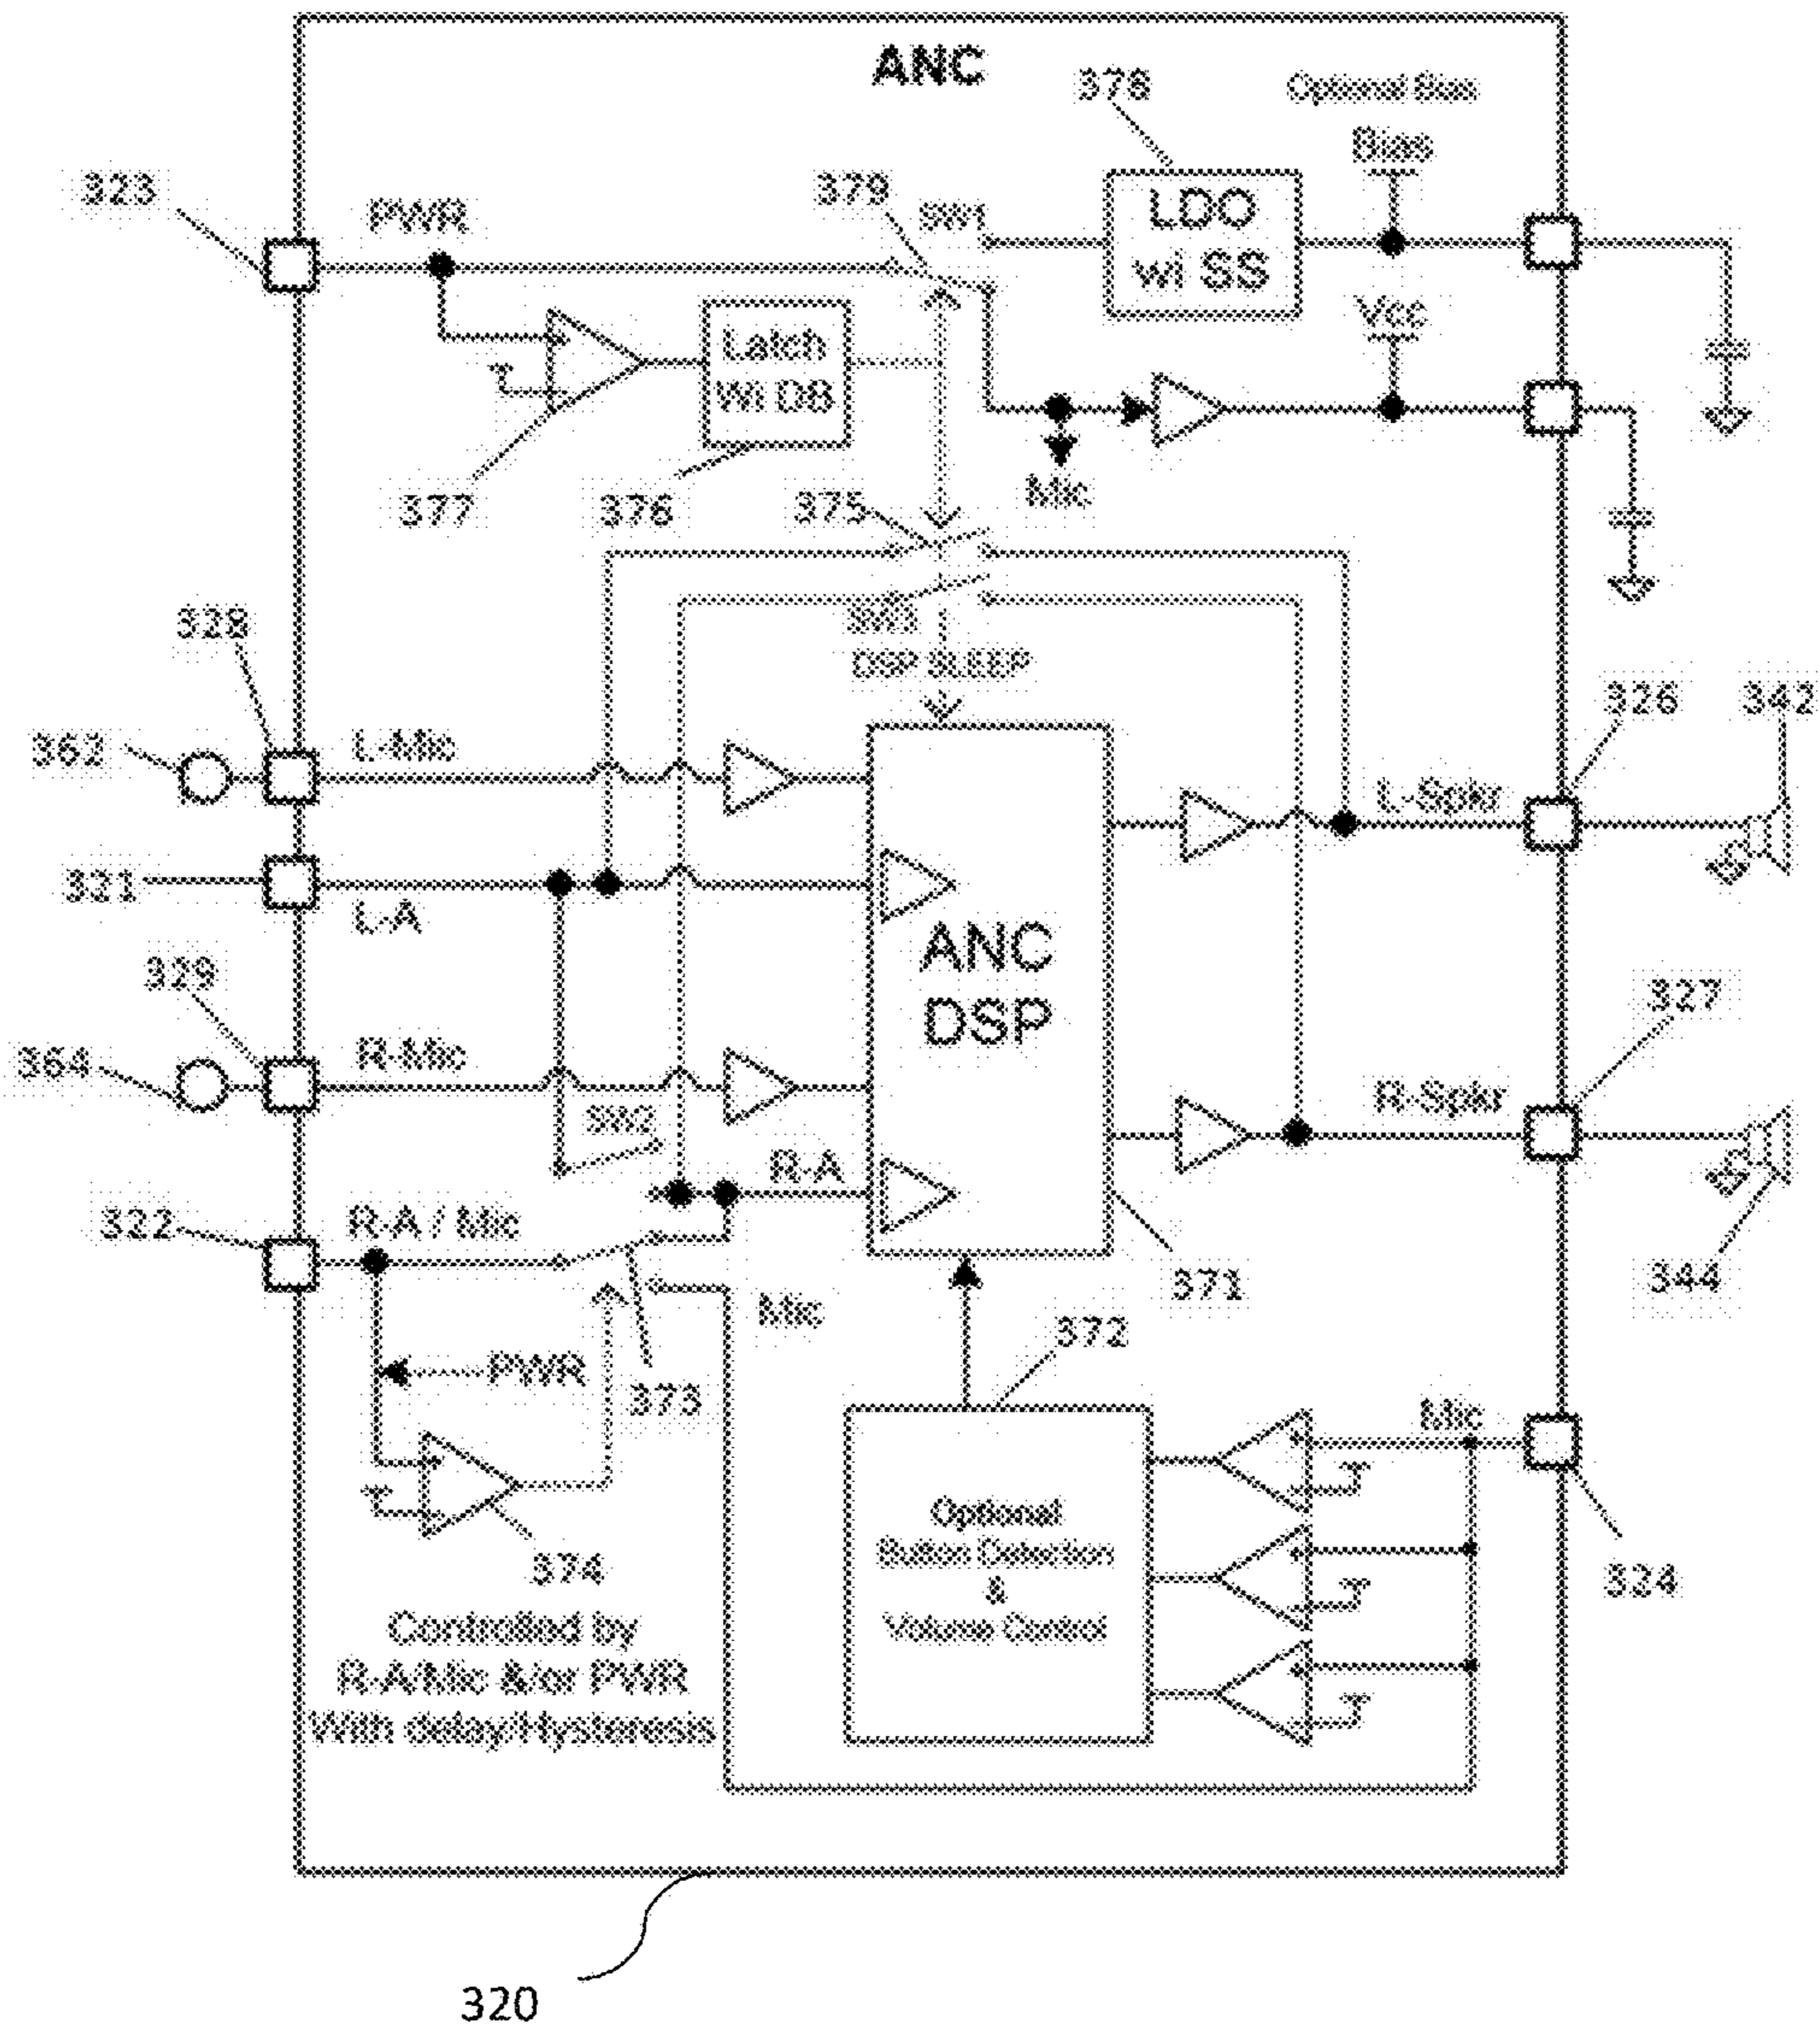 ANC
378
Optional Bias
Bias
323
PWR
379
SW1
LDO
wi SS
Vcc
Latch
Wi DB
377
376
375
Mic
328
SW3
DSP SLEEP
326
342
362
L-Mic
L-Spkr
321
L-A
ANC
DSP
329
327
364
R-Mic
R-Spkr
SW2
R-A
322
R-A / Mic
371
344
Mic
372
PWR
373
Mic
374
Optional
Button Detection
&
Volume Control
324
Controlled by
R-A/Mic &/or PWR
With delay/Hysteresis
320